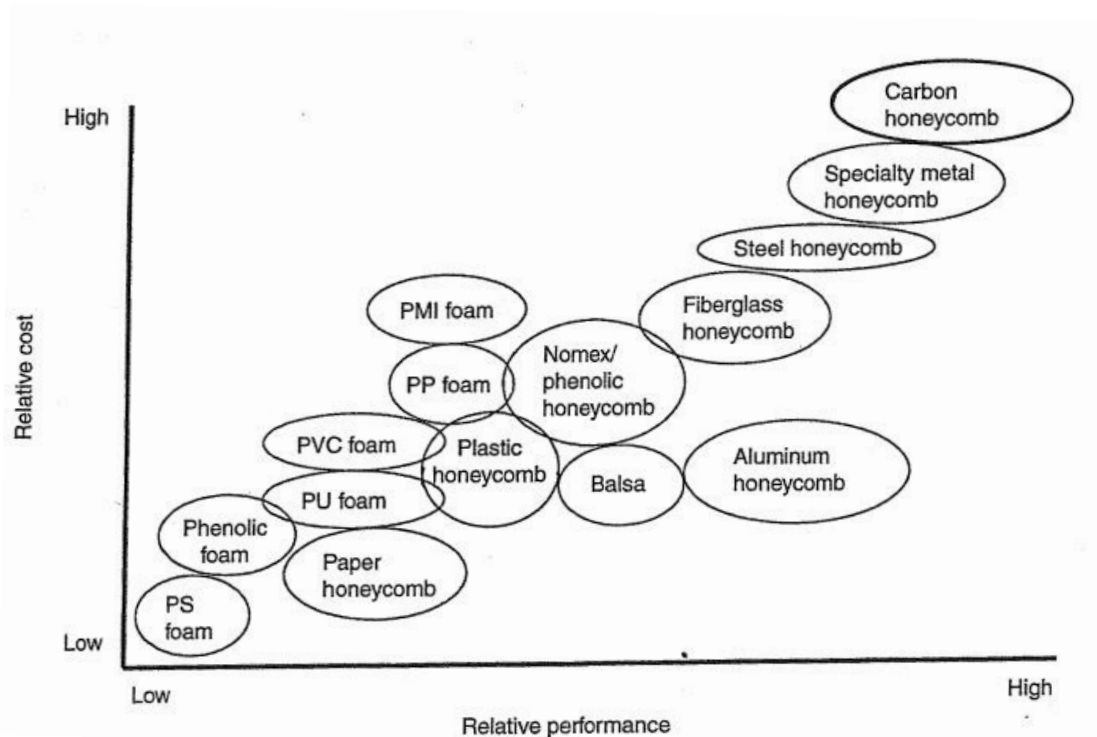 Carbon
honeycomb
High
Specialty metal
honeycomb
Steel honeycomb
PMI foam
Fiberglass
honeycomb
Relative cost
Nomex/
phenolic
honeycomb
PP foam
PVC foam
Plastic
honeycomb
Aluminum
honeycomb
Balsa
PU foam
Phenolic
foam
Paper
honeycomb
PS
foam
Low
Low
High
Relative performance